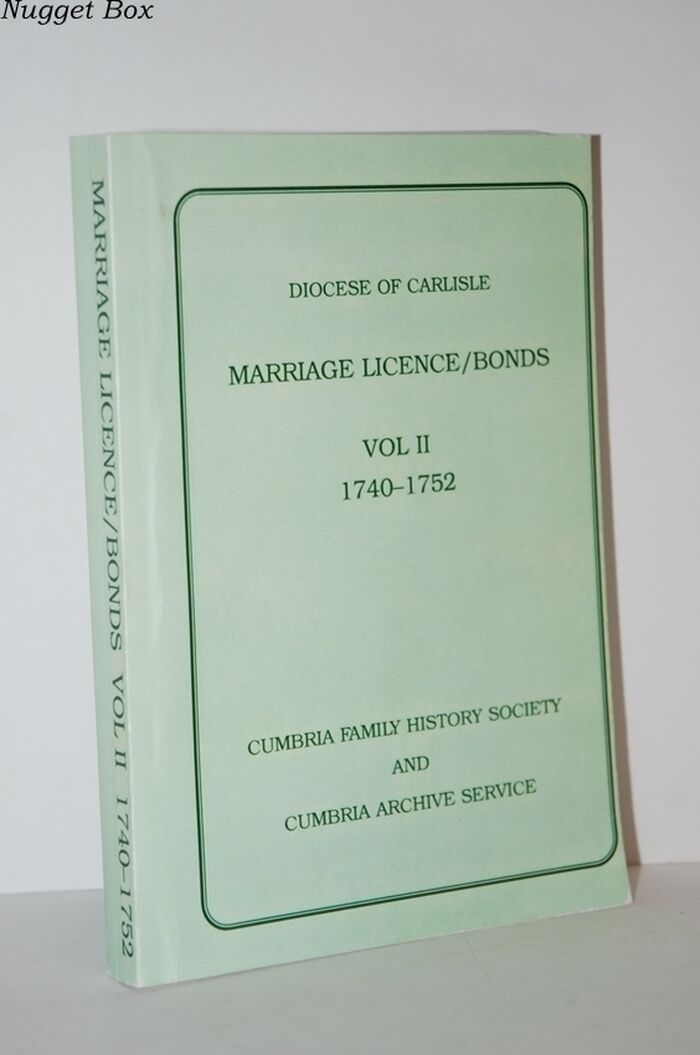 Nugget Box
MARRIAGE LICENCE/BONDS VOL II 1740–1752
DIOCESE OF CARLISLE
MARRIAGE LICENCE/BONDS
VOL II
1740–1752
CUMBRIA FAMILY HISTORY SOCIETY
AND
CUMBRIA ARCHIVE SERVICE